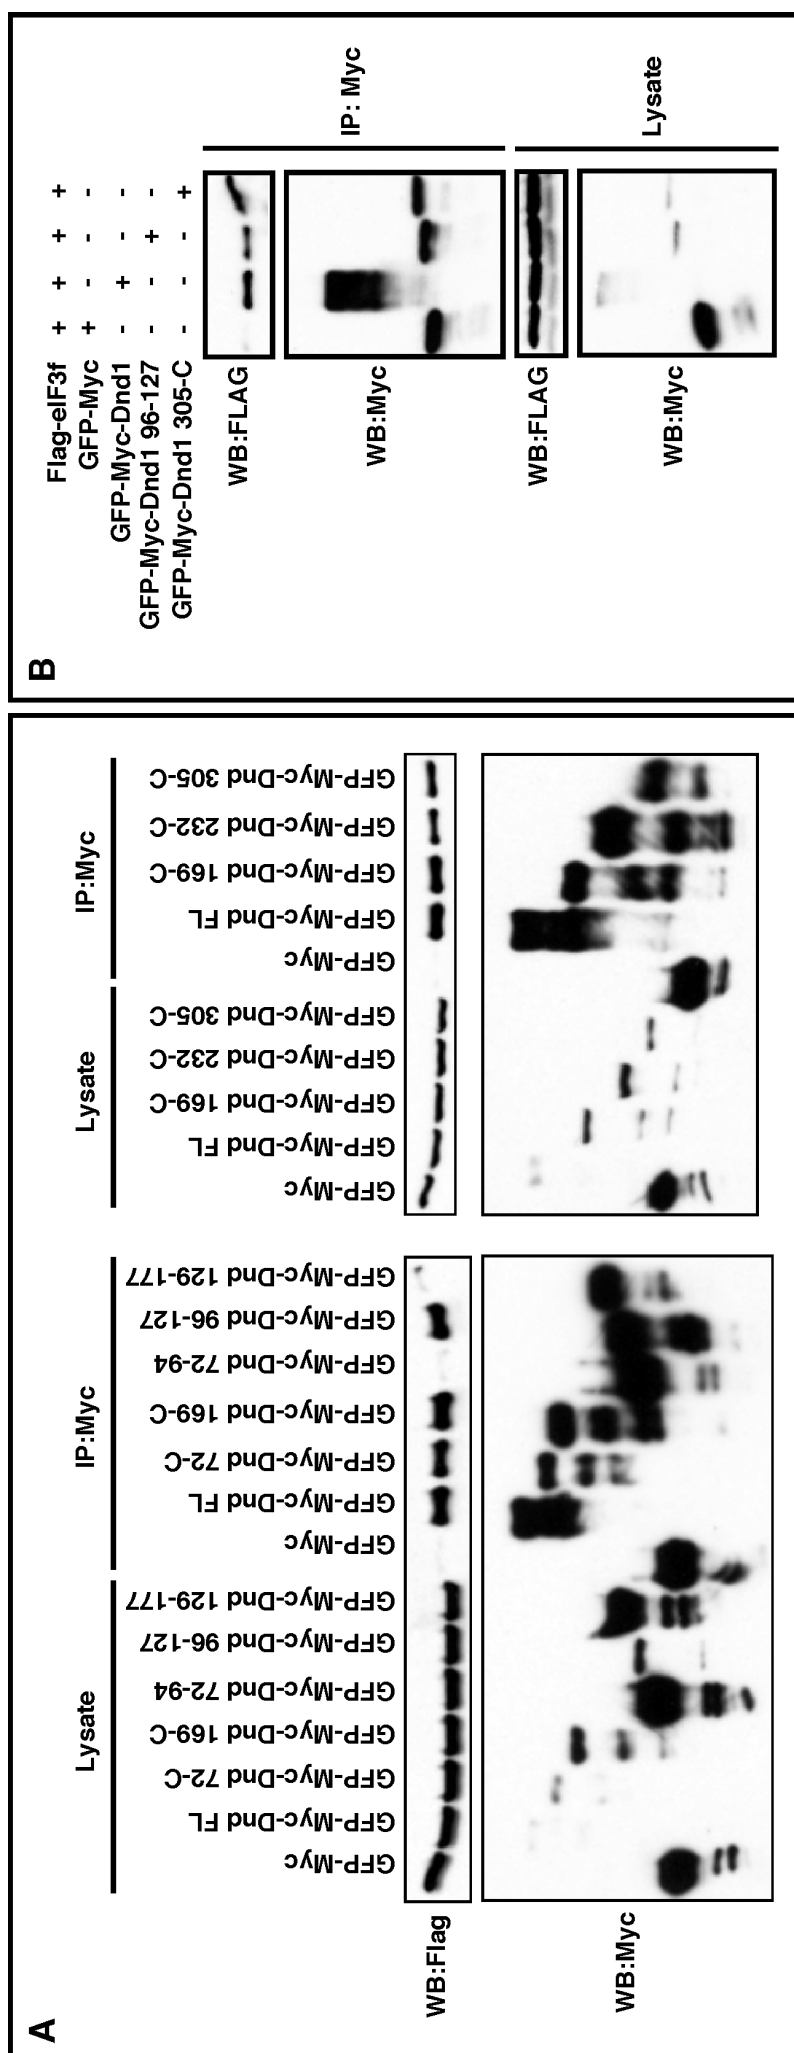 A
Lysate
IP:Myc
Lysate
IP:Myc
GFP-Myc
GFP-Myc-Dnd FL
GFP-Myc-Dnd 72-C
GFP-Myc-Dnd 169-C
GFP-Myc-Dnd 72-94
GFP-Myc-Dnd 96-127
GFP-Myc-Dnd 129-177
GFP-Myc
GFP-Myc-Dnd FL
GFP-Myc-Dnd 72-C
GFP-Myc-Dnd 169-C
GFP-Myc-Dnd 72-94
GFP-Myc-Dnd 96-127
GFP-Myc-Dnd 129-177
GFP-Myc
GFP-Myc-Dnd FL
GFP-Myc-Dnd 169-C
GFP-Myc-Dnd 232-C
GFP-Myc-Dnd 305-C
GFP-Myc
GFP-Myc-Dnd FL
GFP-Myc-Dnd 169-C
GFP-Myc-Dnd 232-C
GFP-Myc-Dnd 305-C
WB:Flag
WB:Myc
B
Flag-eIF3f + + + +
GFP-Myc + - - -
GFP-Myc-Dnd1 - + - -
GFP-Myc-Dnd1 96-127 - - + -
GFP-Myc-Dnd1 305-C - - - +
WB:FLAG
WB:Myc
IP: Myc
WB:FLAG
WB:Myc
Lysate